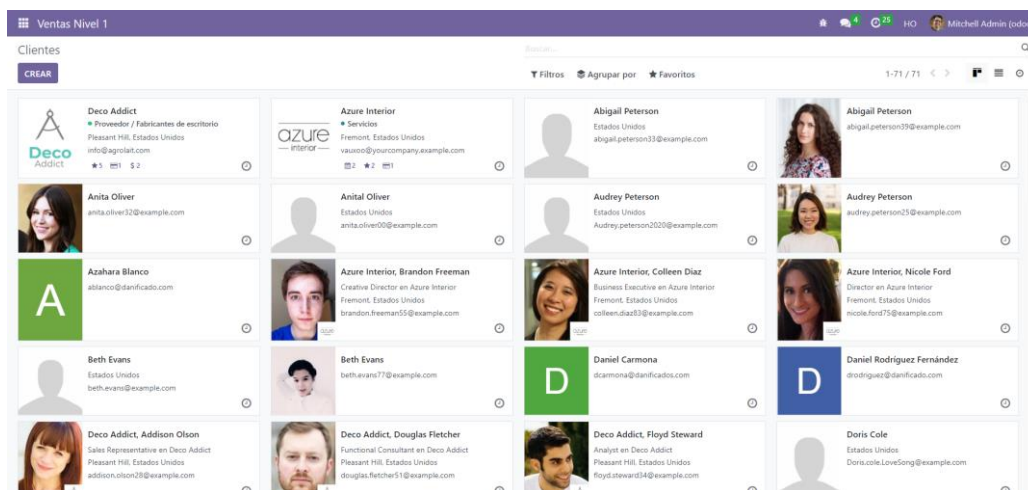 Ventas Nivel 1
4
25
HO
Mitchell Admin (odoo
Clientes
Buscar...
CREAR
Filtros
Agrupar por
Favoritos
1-71 / 71
Deco Addict
Deco Addict
Proveedor / Fabricantes de escritorio
Pleasant Hill, Estados Unidos
info@agrolait.com
5 1 $ 2
azure
interior
Azure Interior
Servicios
Fremont, Estados Unidos
vauxoo@yourcompany.example.com
2 2 1
Abigail Peterson
Estados Unidos
abigail.peterson33@example.com
Abigail Peterson
abigail.peterson39@example.com
Anita Oliver
anita.oliver32@example.com
Anital Oliver
Estados Unidos
anita.oliver00@example.com
Audrey Peterson
Estados Unidos
Audrey.peterson2020@example.com
Audrey Peterson
audrey.peterson25@example.com
A
Azahara Blanco
ablanco@danificado.com
Azure Interior, Brandon Freeman
Creative Director en Azure Interior
Fremont, Estados Unidos
brandon.freeman55@example.com
Azure Interior, Colleen Diaz
Business Executive en Azure Interior
Fremont, Estados Unidos
colleen.diaz83@example.com
Azure Interior, Nicole Ford
Director en Azure Interior
Fremont, Estados Unidos
nicole.ford75@example.com
Beth Evans
Estados Unidos
beth.evans@example.com
Beth Evans
beth.evans77@example.com
D
Daniel Carmona
dcarmona@danificados.com
D
Daniel Rodríguez Fernández
drodriguez@danificado.com
Deco Addict, Addison Olson
Sales Representative en Deco Addict
Pleasant Hill, Estados Unidos
addison.olson28@example.com
Deco Addict, Douglas Fletcher
Functional Consultant en Deco Addict
Pleasant Hill, Estados Unidos
douglas.fletcher51@example.com
Deco Addict, Floyd Steward
Analyst en Deco Addict
Pleasant Hill, Estados Unidos
floyd.steward34@example.com
Doris Cole
Estados Unidos
Doris.cole.LoveSong@example.com